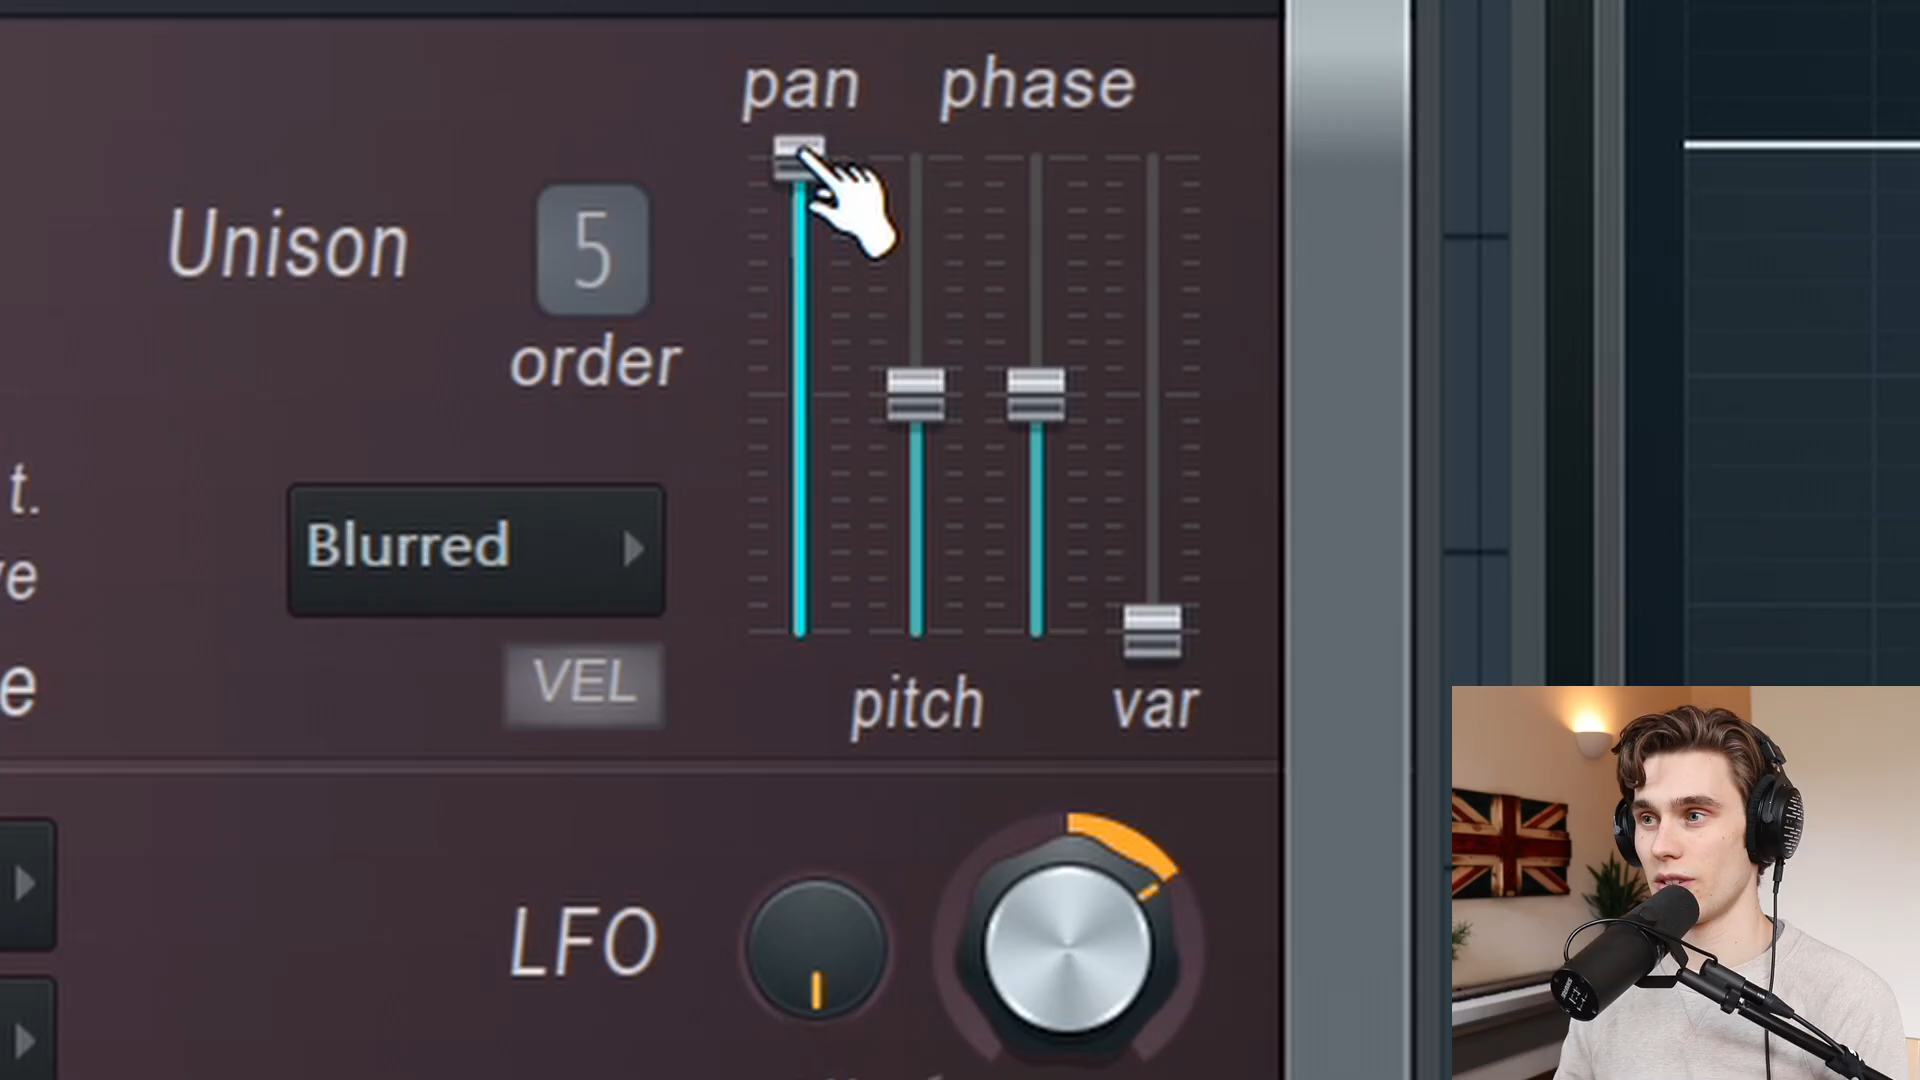 pan
phase
Unison
5
order
t.
Blurred
e
VEL
e
pitch
var
LFO